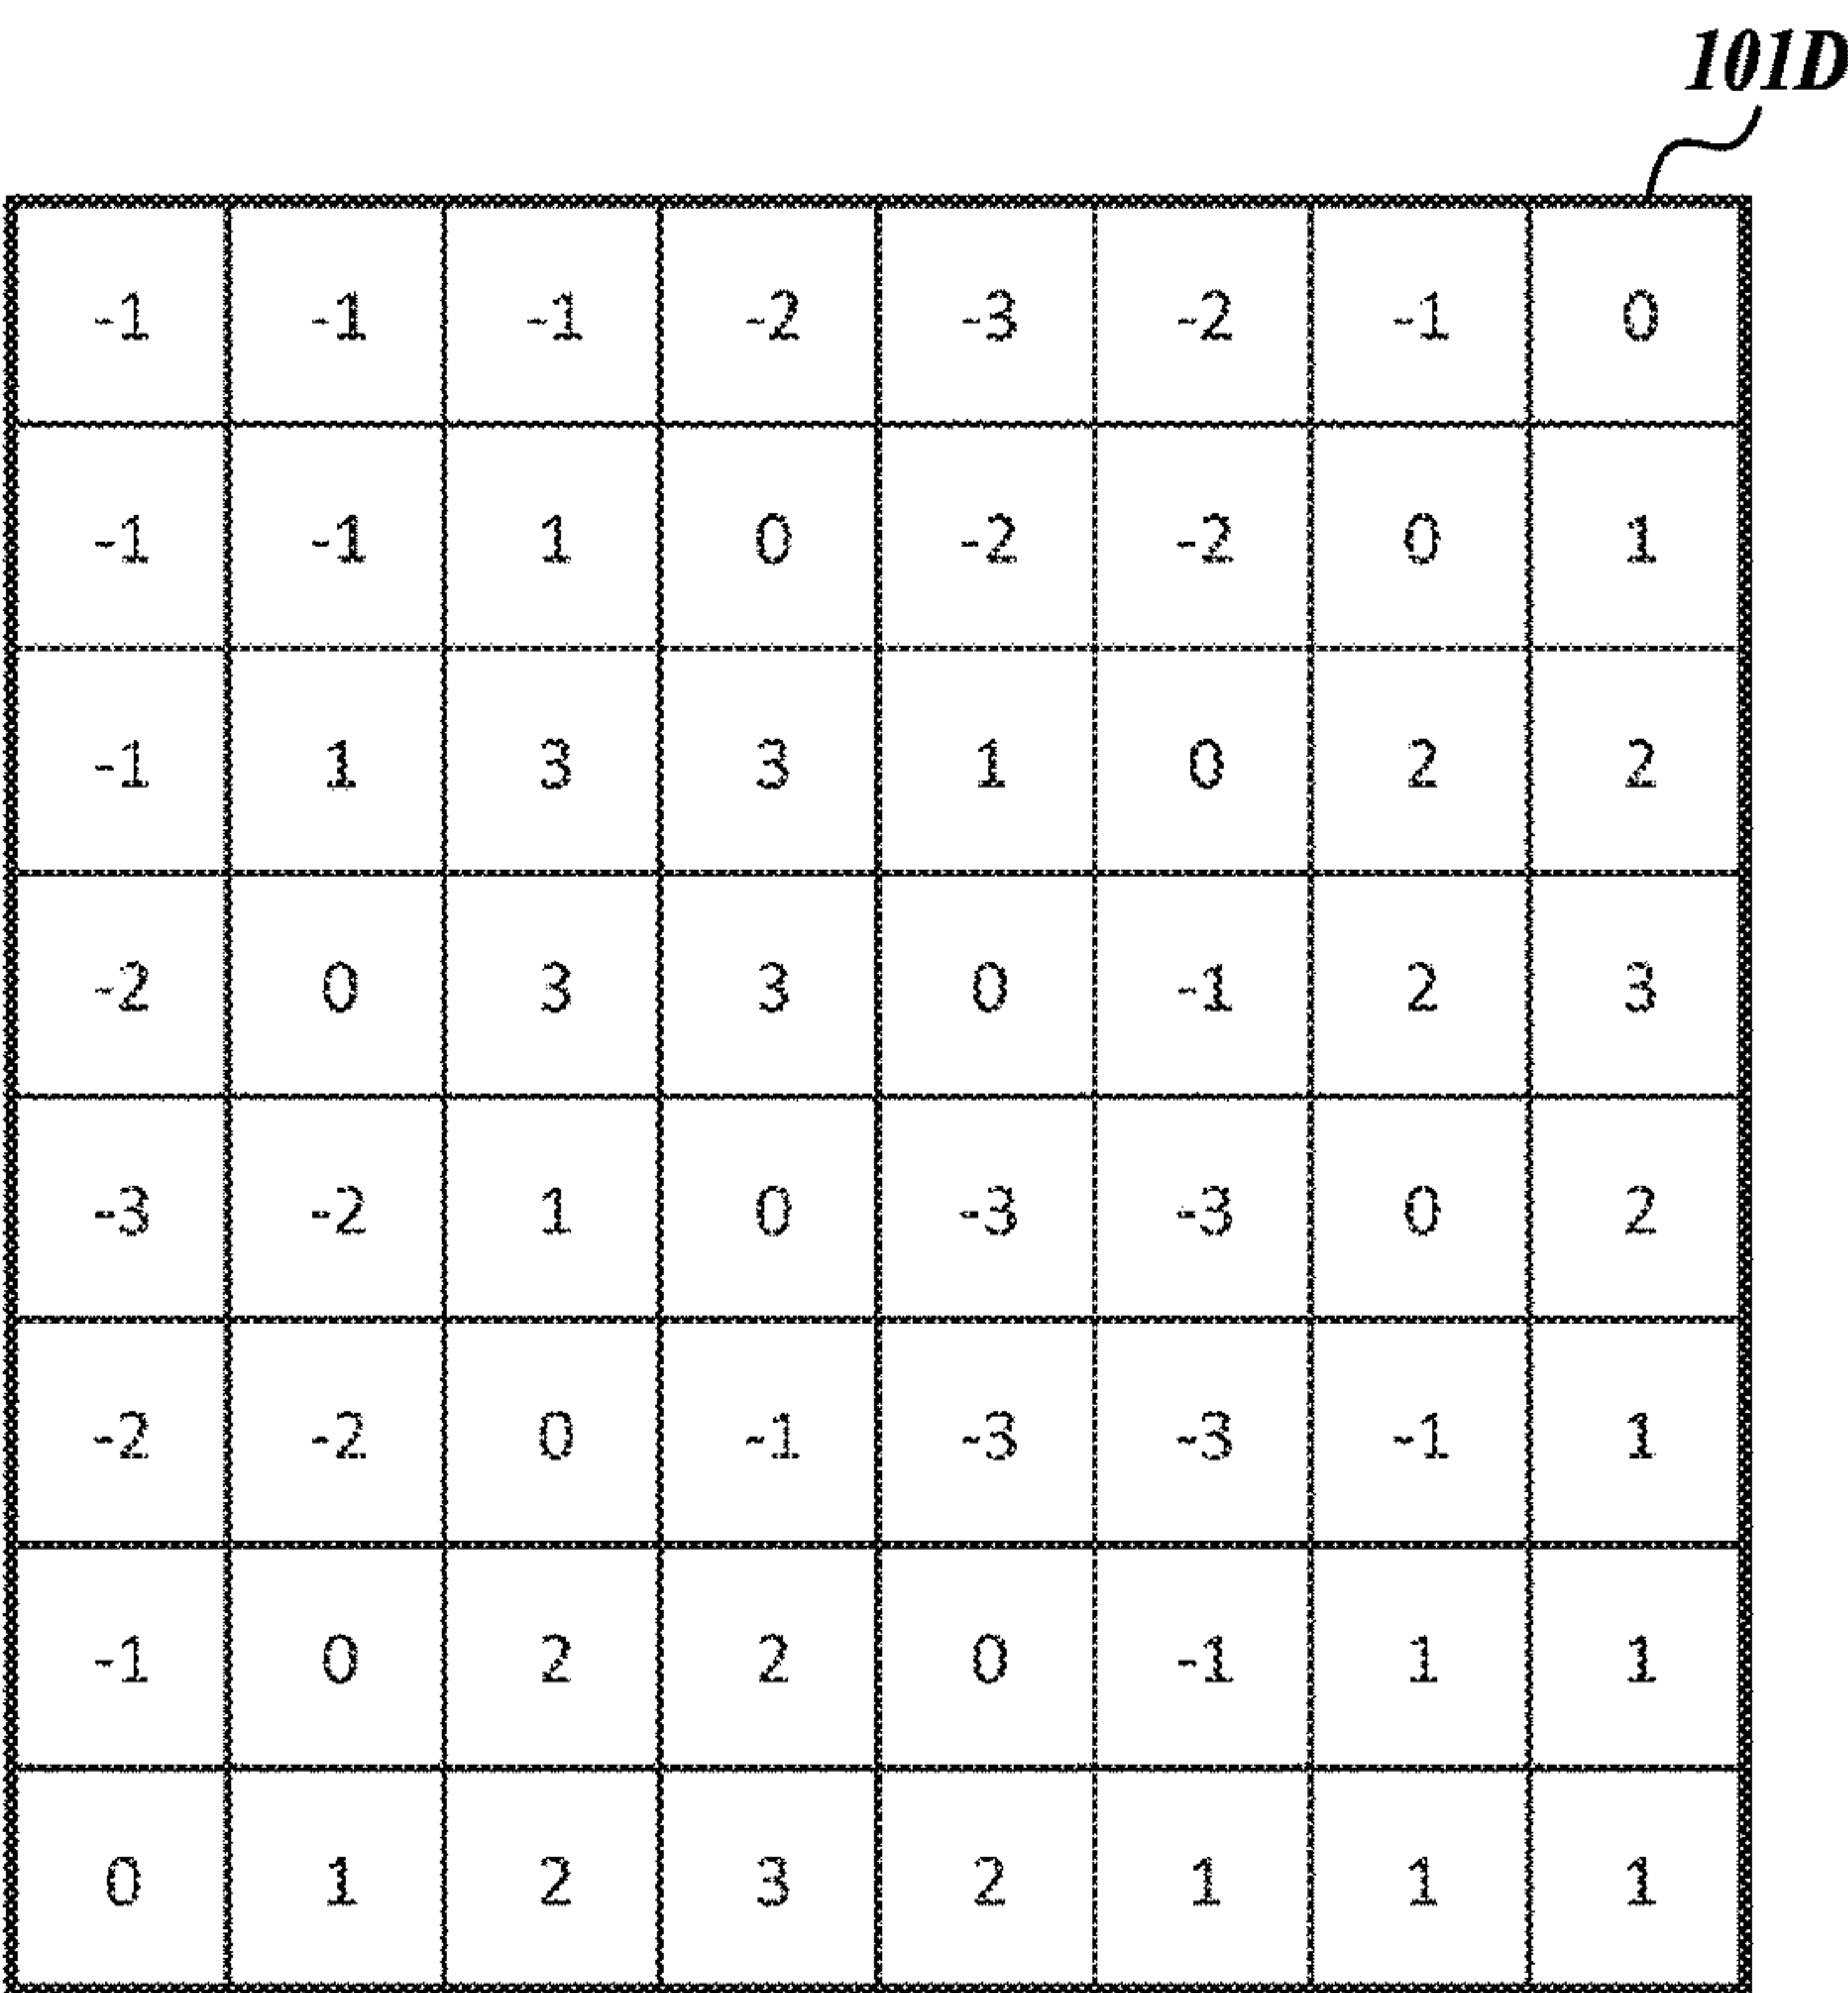 101D
-1 -1 -1 -2 -3 -2 -1 0
-1 -1 1 0 -2 -2 0 1
-1 1 3 3 1 0 2 2
-2 0 3 3 0 -1 2 3
-3 -2 1 0 -3 -3 0 2
-2 -2 0 -1 -3 -3 -1 1
-1 0 2 2 0 -1 1 1
0 1 2 3 2 1 1 1